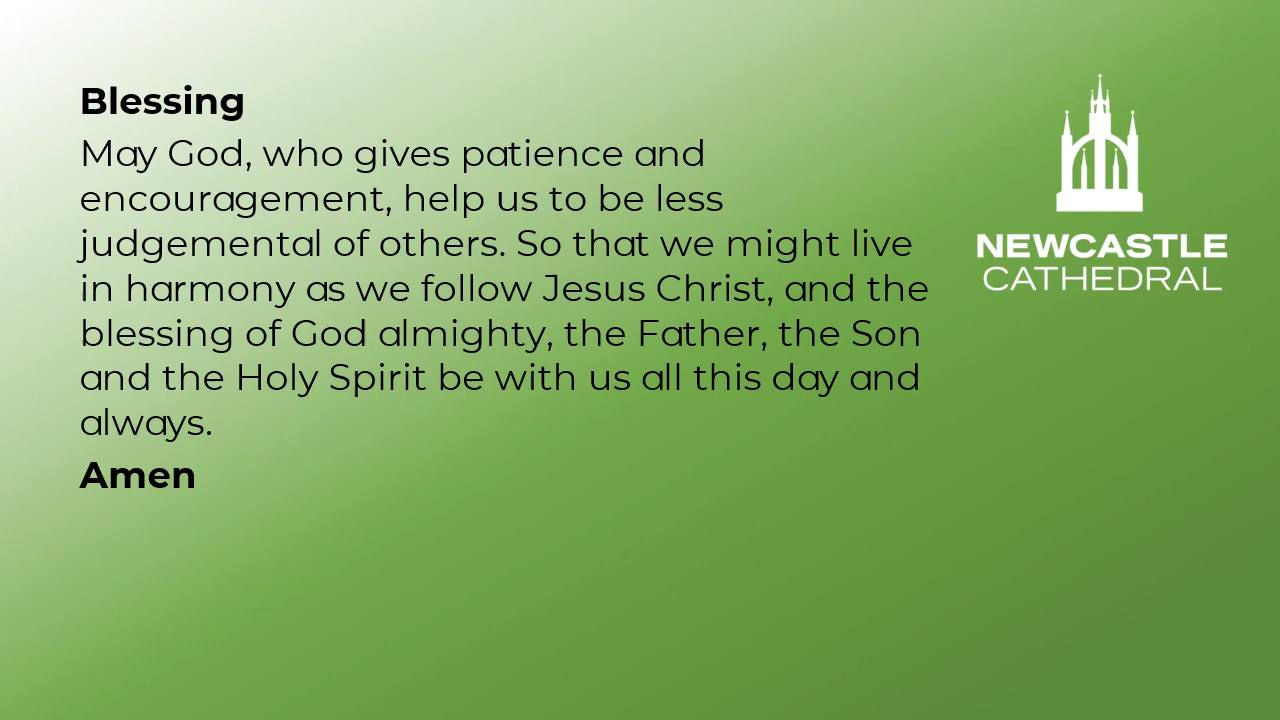 Blessing
May God, who gives patience and
encouragement, help us to be less
judgemental of others. So that we might live
in harmony as we follow Jesus Christ, and the
blessing of God almighty, the Father, the Son
and the Holy Spirit be with us all this day and
always.
Amen
NEWCASTLE
CATHEDRAL